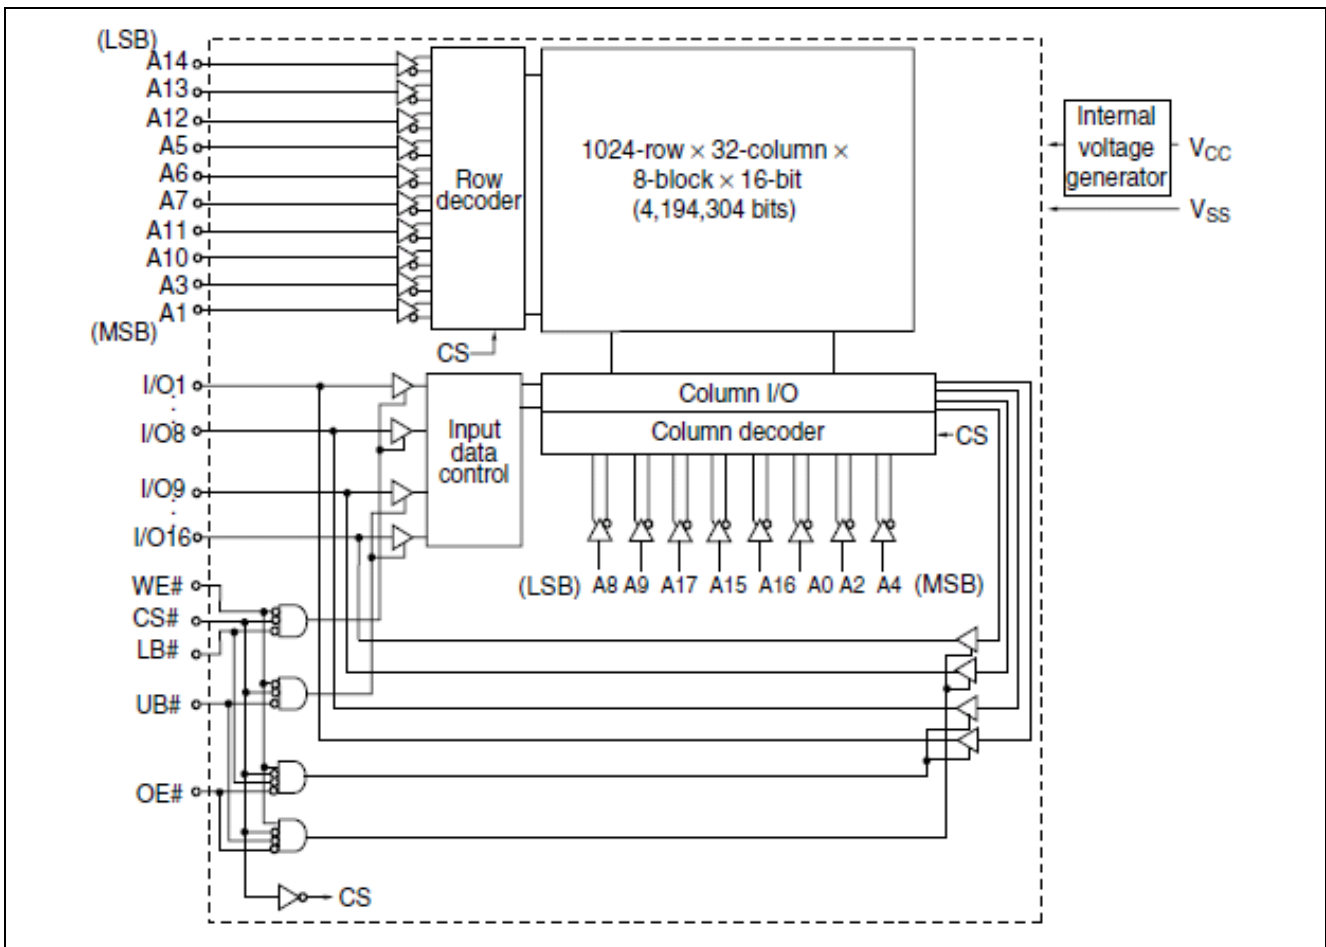 (LSB)
A14
A13
A12
A5
A6
A7
A11
A10
A3
A1
(MSB)
Row
decoder
CS
1024-row × 32-column ×
8-block × 16-bit
(4,194,304 bits)
Internal
voltage
generator
VCC
VSS
I/O1
.
.
I/O8
I/O9
.
.
I/O16
Input
data
control
Column I/O
Column decoder
CS
(LSB) A8 A9 A17 A15 A16 A0 A2 A4 (MSB)
WE#
CS#
LB#
UB#
OE#
CS